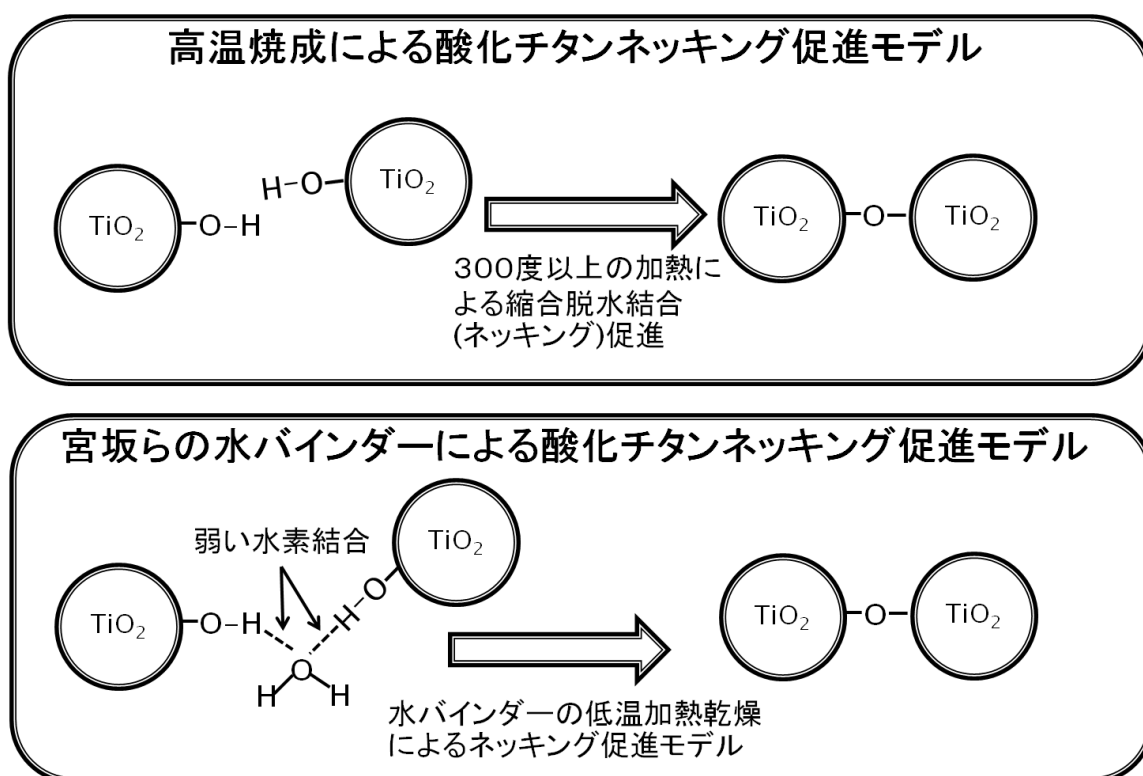 高温焼成による酸化チタンネッキング促進モデル
TiO₂
O-H
H-O
TiO₂
300度以上の加熱に
よる縮合脱水結合
(ネッキング)促進
TiO₂
O
TiO₂
宮坂らの水バインダーによる酸化チタンネッキング促進モデル
弱い水素結合
TiO₂
O-H
H-O
TiO₂
O
H
H
水バインダーの低温加熱乾燥
によるネッキング促進モデル
TiO₂
O
TiO₂